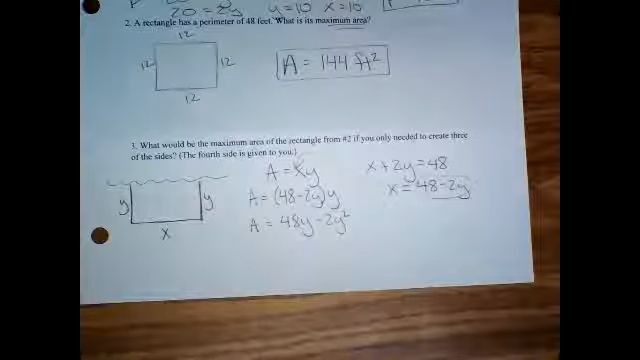 20 = 2y y = 10 x = 10
2. A rectangle has a perimeter of 48 feet. What is its maximum area?
12
12
12
12
A = 144 ft²
3. What would be the maximum area of the rectangle from #2 if you only needed to create three
of the sides? (The fourth side is given to you.)
A = xy
x + 2y = 48
A = (48-2y)y
x = 48 - 2y
A = 48y - 2y²
y
y
x